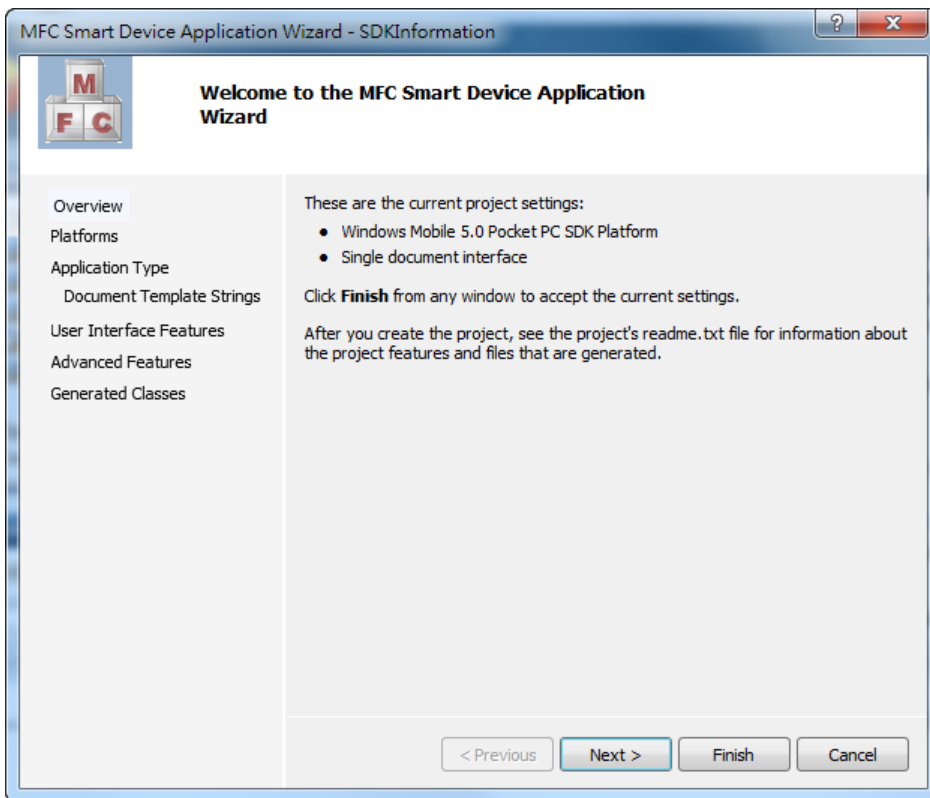 MFC Smart Device Application Wizard - SDKInformation
?
M
F C
Welcome to the MFC Smart Device Application
Wizard
Overview
Platforms
Application Type
Document Template Strings
User Interface Features
Advanced Features
Generated Classes
These are the current project settings:
• Windows Mobile 5.0 Pocket PC SDK Platform
• Single document interface
Click Finish from any window to accept the current settings.
After you create the project, see the project's readme.txt file for information about
the project features and files that are generated.
< Previous
Next >
Finish
Cancel